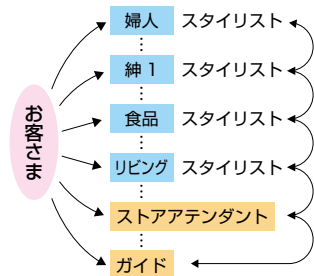 お客さま
婦人 スタイリスト
紳1 スタイリスト
食品 スタイリスト
リビング スタイリスト
ストアアテンダント
ガイド